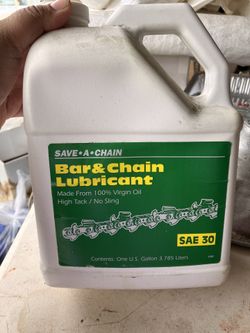 SAVE•A•CHAIN
Bar & Chain
Lubricant
Made From 100% Virgin Oil
High Tack / No Sling
SAE 30
Contents: One U.S. Gallon 3.785 Liters